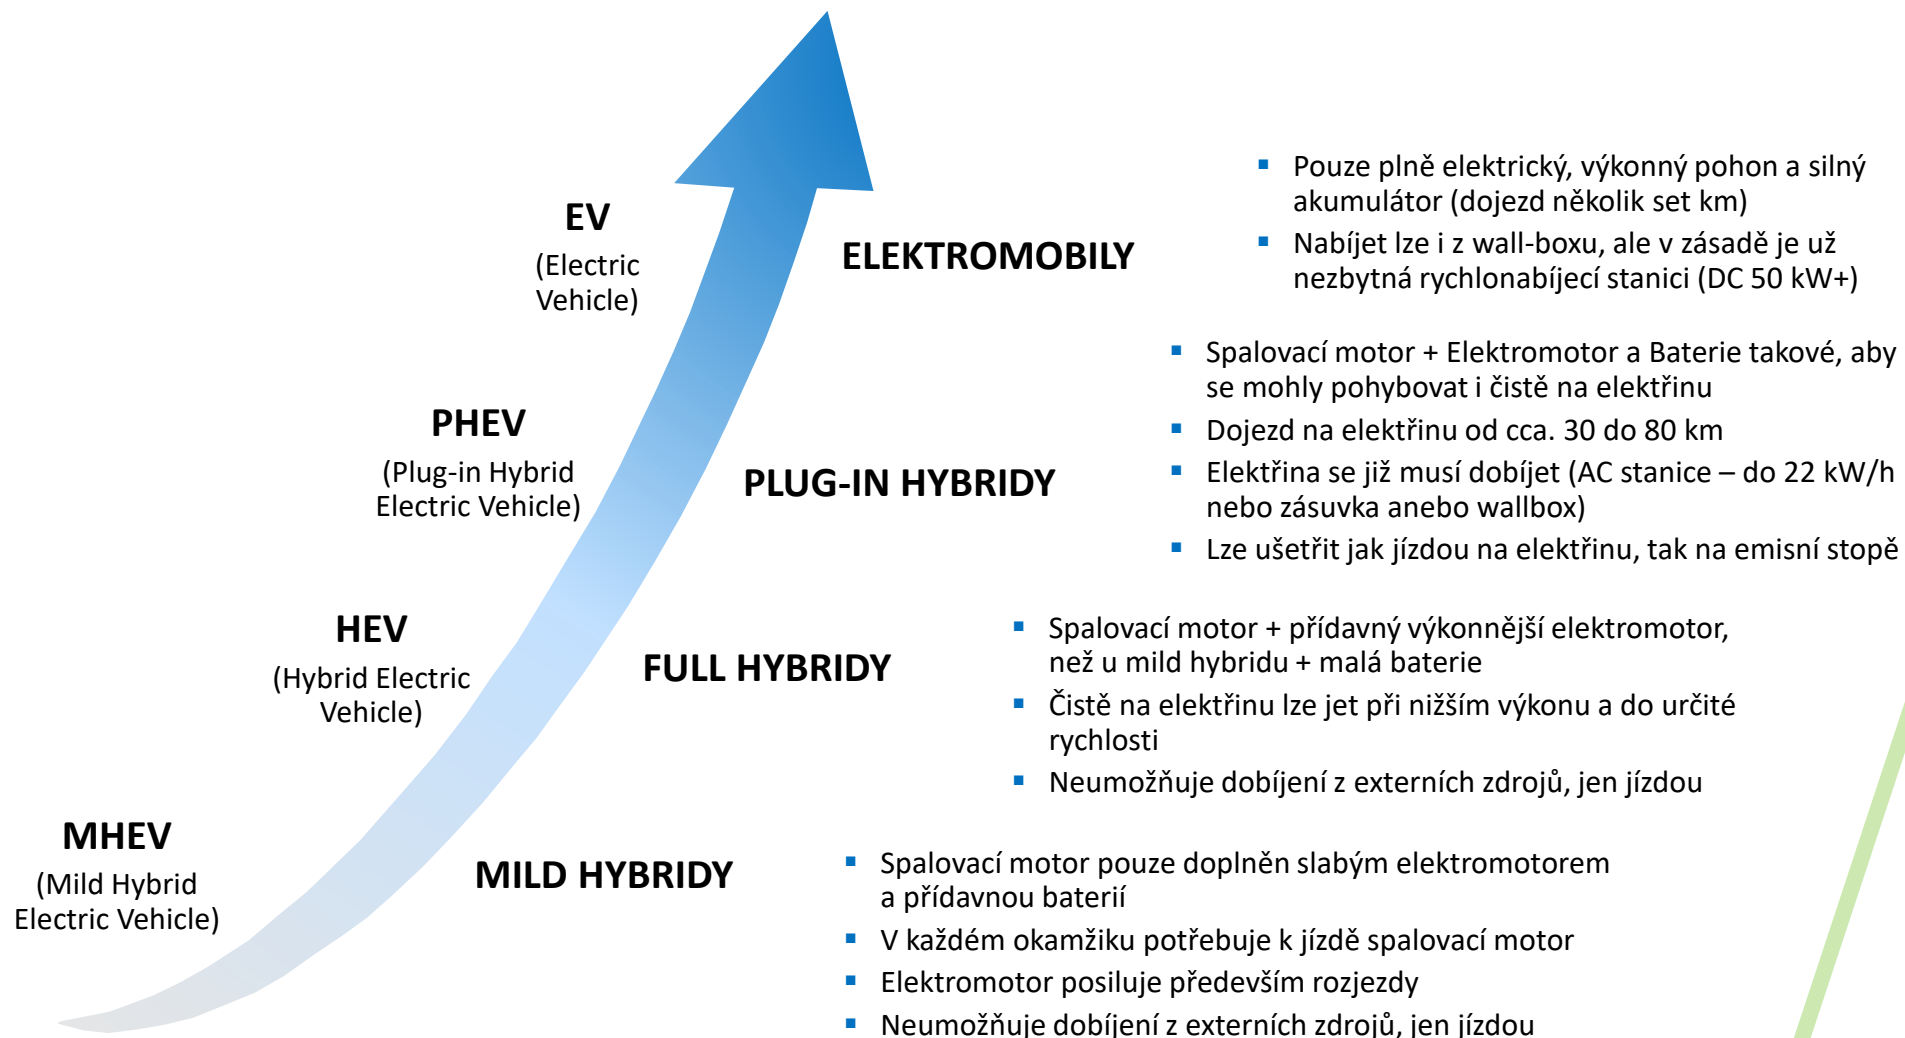 EV
(Electric
Vehicle)
ELEKTROMOBILY
▪ Pouze plně elektrický, výkonný pohon a silný
akumulátor (dojezd několik set km)
▪ Nabíjet lze i z wall-boxu, ale v zásadě je už
nezbytná rychlonabíjecí stanici (DC 50 kW+)
PHEV
(Plug-in Hybrid
Electric Vehicle)
PLUG-IN HYBRIDY
▪ Spalovací motor + Elektromotor a Baterie takové, aby
se mohly pohybovat i čistě na elektřinu
▪ Dojezd na elektřinu od cca. 30 do 80 km
▪ Elektřina se již musí dobíjet (AC stanice – do 22 kW/h
nebo zásuvka anebo wallbox)
▪ Lze ušetřit jak jízdou na elektřinu, tak na emisní stopě
HEV
(Hybrid Electric
Vehicle)
FULL HYBRIDY
▪ Spalovací motor + přídavný výkonnější elektromotor,
než u mild hybridu + malá baterie
▪ Čistě na elektřinu lze jet při nižším výkonu a do určité
rychlosti
▪ Neumožňuje dobíjení z externích zdrojů, jen jízdou
MHEV
(Mild Hybrid
Electric Vehicle)
MILD HYBRIDY
▪ Spalovací motor pouze doplněn slabým elektromotorem
a přídavnou baterií
▪ V každém okamžiku potřebuje k jízdě spalovací motor
▪ Elektromotor posiluje především rozjezdy
▪ Neumožňuje dobíjení z externích zdrojů, jen jízdou